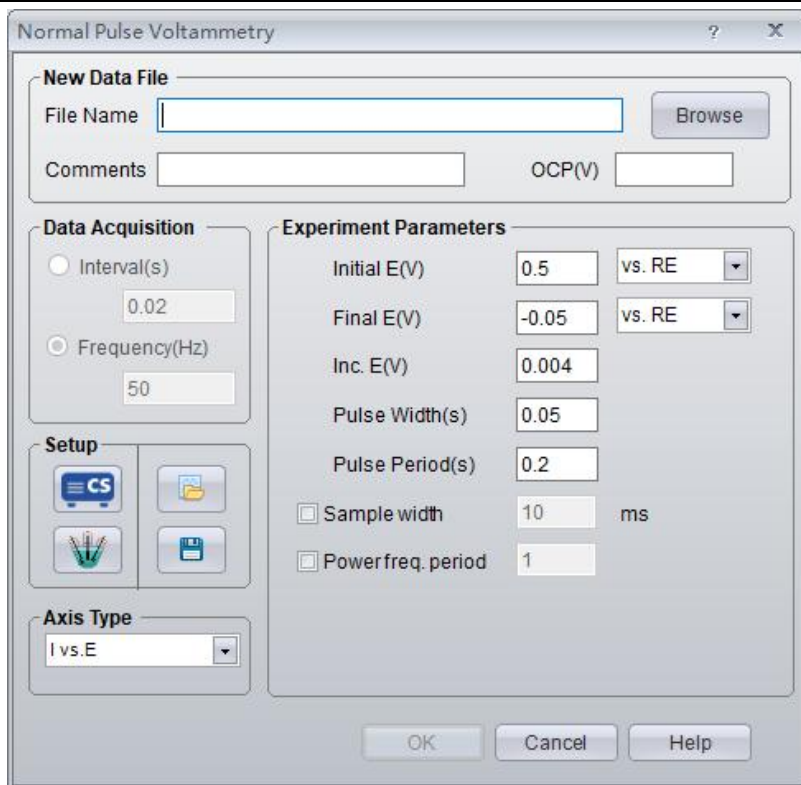 Normal Pulse Voltammetry ? X
New Data File
File Name Browse
Comments OCP(V)
Data Acquisition
Interval(s)
0.02
Frequency(Hz)
50
Setup
CS
Axis Type
I vs.E
Experiment Parameters
Initial E(V) 0.5 vs. RE
Final E(V) -0.05 vs. RE
Inc. E(V) 0.004
Pulse Width(s) 0.05
Pulse Period(s) 0.2
Sample width 10 ms
Power freq. period 1
OK Cancel Help